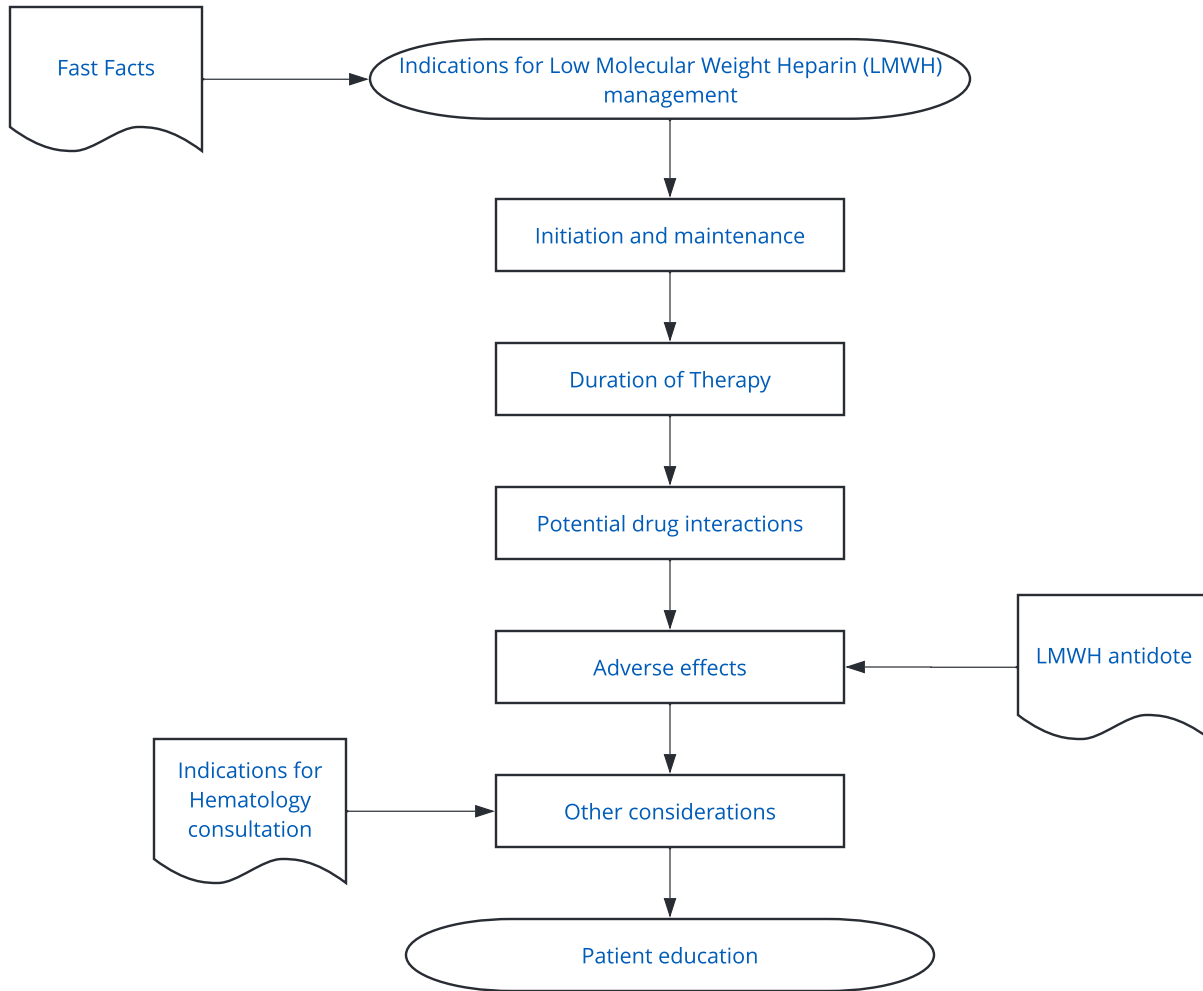 Fast Facts
Indications for Low Molecular Weight Heparin (LMWH)
management
Initiation and maintenance
Duration of Therapy
Potential drug interactions
Adverse effects
LMWH antidote
Indications for
Hematology
consultation
Other considerations
Patient education